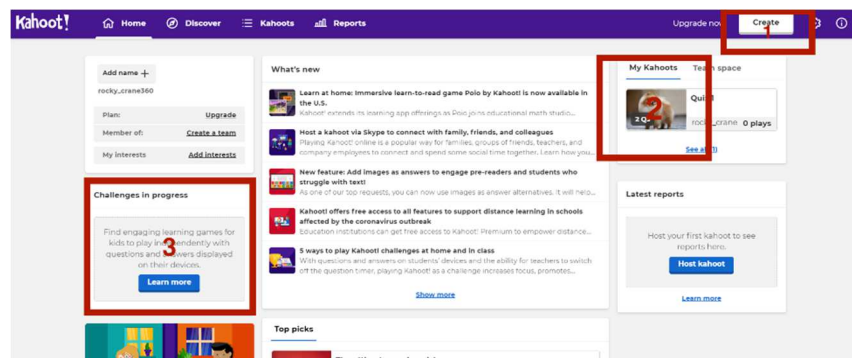 Kahoot!
Home
Discover
Kahoots
Reports
Upgrade now
Create
1
Add name +
rocky_crane360
Plan:
Upgrade
Member of:
Create a team
My interests
Add interests
Challenges in progress
Find engaging learning games for
kids to play independently with
questions and answers displayed
on their devices.
3
Learn more
What's new
Learn at home: Immersive learn-to-read game Poio by Kahoot! is now available in
the U.S.
Kahoot! extends its learning app offerings as Poio joins educational math studio...
Host a kahoot via Skype to connect with family, friends, and colleagues
Playing Kahoot! online is a popular way for families, groups of friends, teachers, and
company employees to connect and spend some social time together. Learn how you...
New feature: Add images as answers to engage pre-readers and students who
struggle with text!
As one of our top requests, you can now use images as answer alternatives. It will help...
Kahoot! offers free access to all features to support distance learning in schools
affected by the coronavirus outbreak
Education institutions can get free access to Kahoot! Premium to empower distance...
5 ways to play Kahoot! challenges at home and in class
With questions and answers on students' devices and the ability for teachers to switch
off the question timer, playing Kahoot! as a challenge increases focus, promotes...
Show more
Top picks
My Kahoots
Team space
2
2 Qs
rocky_crane
0 plays
Latest reports
Host your first kahoot to see
reports here.
Host kahoot
Learn more